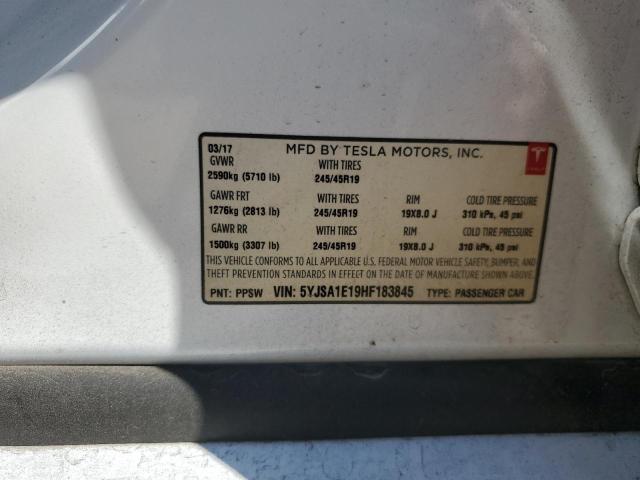 03/17 MFD BY TESLA MOTORS, INC.
GVWR WITH TIRES
2590kg (5710 lb) 245/45R19
GAWR FRT WITH TIRES RIM COLD TIRE PRESSURE
1276kg (2813 lb) 245/45R19 19X8.0 J 310 kPs, 45 psi
GAWR RR WITH TIRES RIM COLD TIRE PRESSURE
1500kg (3307 lb) 245/45R19 19X8.0 J 310 kPs, 45 psi
THIS VEHICLE CONFORMS TO ALL APPLICABLE U.S. FEDERAL MOTOR VEHICLE SAFETY, BUMPER, AND
THEFT PREVENTION STANDARDS IN EFFECT ON THE DATE OF MANUFACTURE SHOWN ABOVE.
PNT: PPSW VIN: 5YJSA1E19HF183845 TYPE: PASSENGER CAR
TESLA